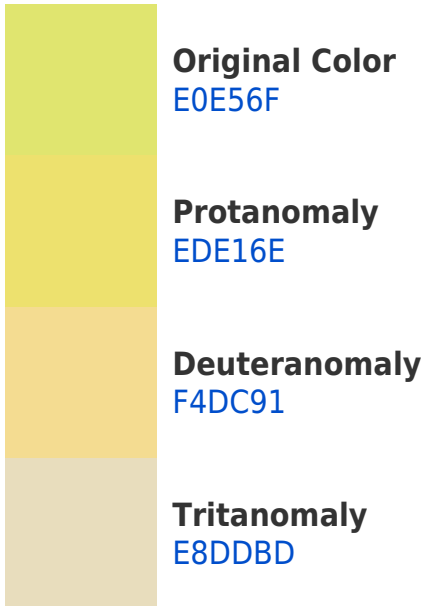 Original Color
E0E56F
Protanomaly
EDE16E
Deuteranomaly
F4DC91
Tritanomaly
E8DDBD